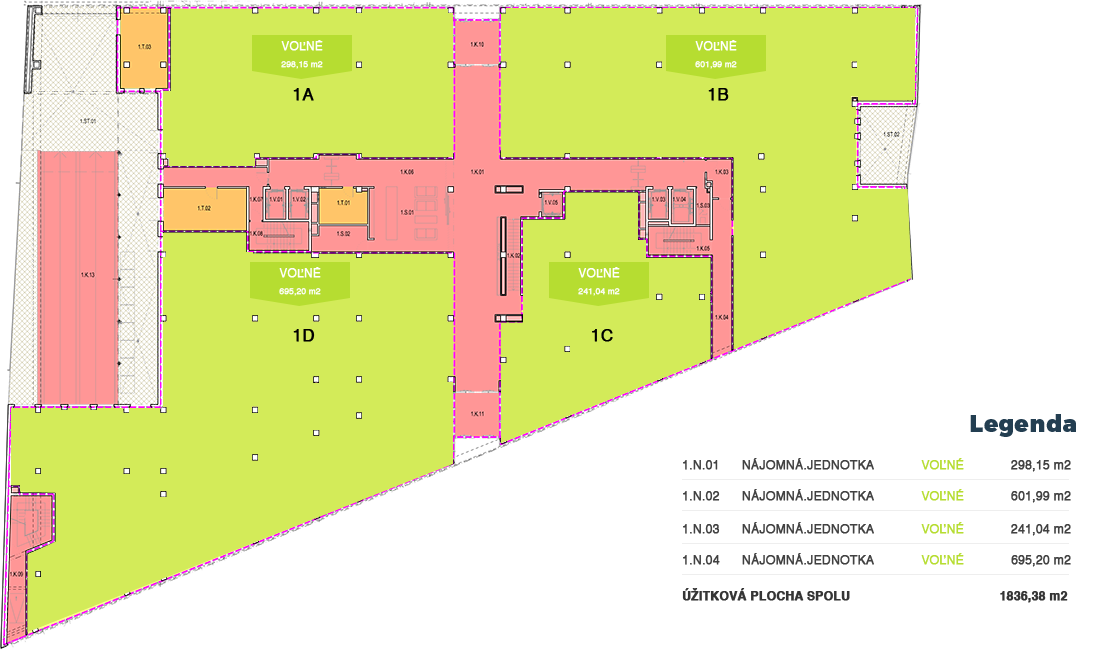 1.T.03
VOĽNÉ
298,15 m2
1A
1.K.10
VOĽNÉ
601,99 m2
1B
1.ST.01
1.ST.02
1.K.06
1.K.01
1.K.03
1.T.02
1.K.07
1.V.01
1.V.02
1.T.01
1.S.01
1.V.05
1.V.03
1.V.04
1.S.03
1.K.08
1.S.02
1.K.02
1.K.05
1.K.13
VOĽNÉ
695,20 m2
1D
VOĽNÉ
241,04 m2
1C
1.K.04
1.K.11
1.K.09
Legenda
1.N.01 NÁJOMNÁ.JEDNOTKA VOĽNÉ 298,15 m2
1.N.02 NÁJOMNÁ.JEDNOTKA VOĽNÉ 601,99 m2
1.N.03 NÁJOMNÁ.JEDNOTKA VOĽNÉ 241,04 m2
1.N.04 NÁJOMNÁ.JEDNOTKA VOĽNÉ 695,20 m2
ÚŽITKOVÁ PLOCHA SPOLU 1836,38 m2